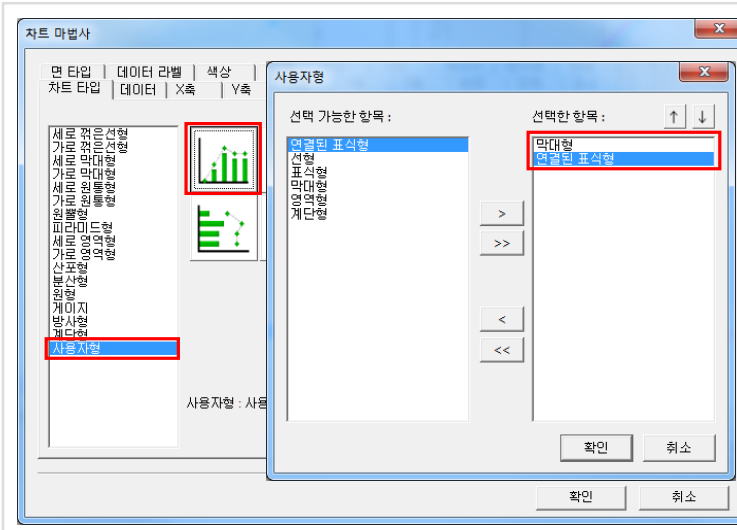 차트 마법사
면 타입 | 데이터 라벨 | 색상 |
차트 타입 | 데이터 | X축 | Y축
세로 꺾은선형
가로 꺾은선형
세로 막대형
가로 막대형
세로 원통형
가로 원통형
원뿔형
피라미드형
세로 영역형
가로 영역형
산포형
분산형
원형
게이지
방사형
계단형
사용자형
사용자형 : 사용
사용자형
선택 가능한 항목 :
연결된 표식형
선형
표식형
막대형
영역형
계단형
>
>>
<
<<
선택한 항목 : ↑ ↓
막대형
연결된 표식형
확인 취소
확인 취소